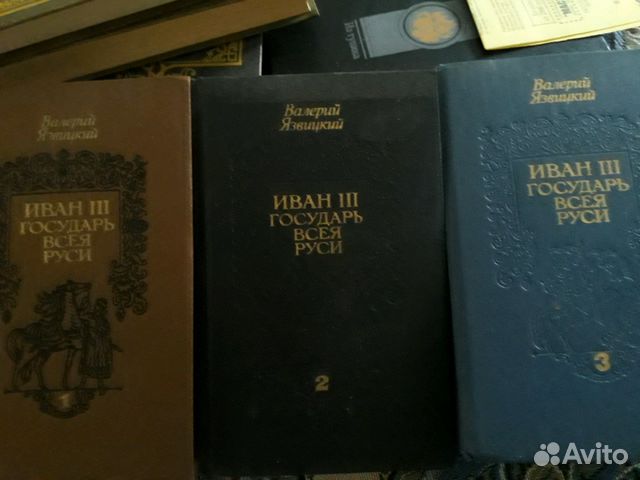 Валерий
Язвицкий
ИВАН III
ГОСУДАРЬ
ВСЕЯ
РУСИ
1
Валерий
Язвицкий
ИВАН III
ГОСУДАРЬ
ВСЕЯ
РУСИ
2
Валерий
Язвицкий
ИВАН III
ГОСУДАРЬ
ВСЕЯ
РУСИ
3
Avito